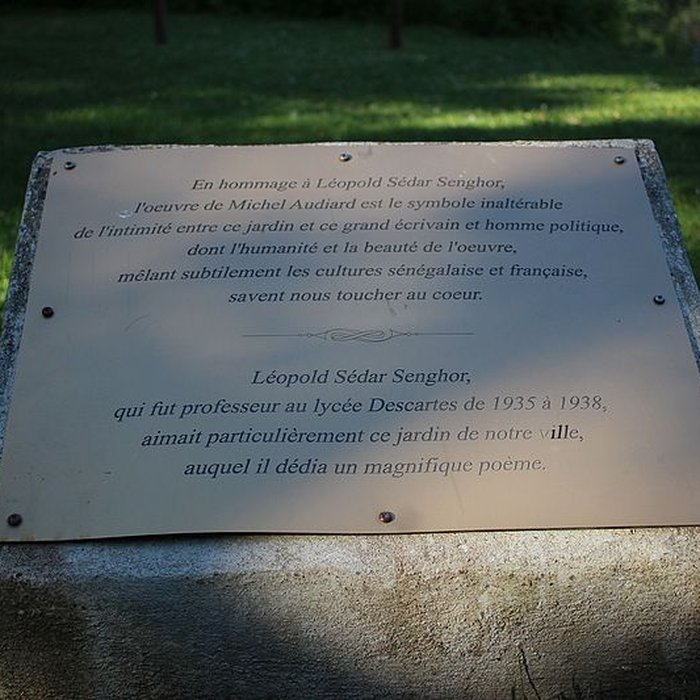 En hommage à Léopold Sédar Senghor,
l'oeuvre de Michel Audiard est le symbole inaltérable
de l'intimité entre ce jardin et ce grand écrivain et homme politique,
dont l'humanité et la beauté de l'oeuvre,
mêlant subtilement les cultures sénégalaise et française,
savent nous toucher au coeur.
Léopold Sédar Senghor,
qui fut professeur au lycée Descartes de 1935 à 1938,
aimait particulièrement ce jardin de notre ville,
auquel il dédia un magnifique poème.